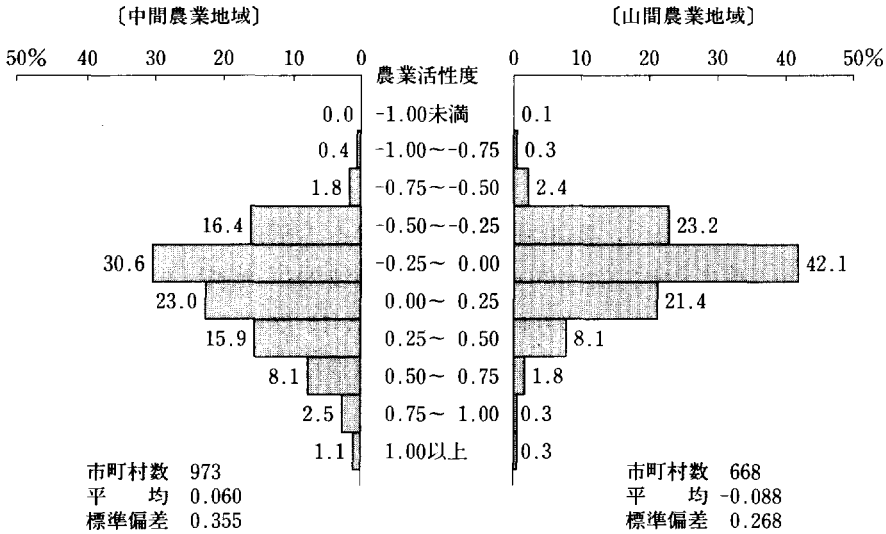 〔中間農業地域〕 〔山間農業地域〕
50% 40 30 20 10 0 0 10 20 30 40 50%
農業活性度
0.0 -1.00未満 0.1
0.4 -1.00～-0.75 0.3
1.8 -0.75～-0.50 2.4
16.4 -0.50～-0.25 23.2
30.6 -0.25～ 0.00 42.1
23.0 0.00～ 0.25 21.4
15.9 0.25～ 0.50 8.1
8.1 0.50～ 0.75 1.8
2.5 0.75～ 1.00 0.3
1.1 1.00以上 0.3
市町村数 973 市町村数 668
平 均 0.060 平 均 -0.088
標準偏差 0.355 標準偏差 0.268